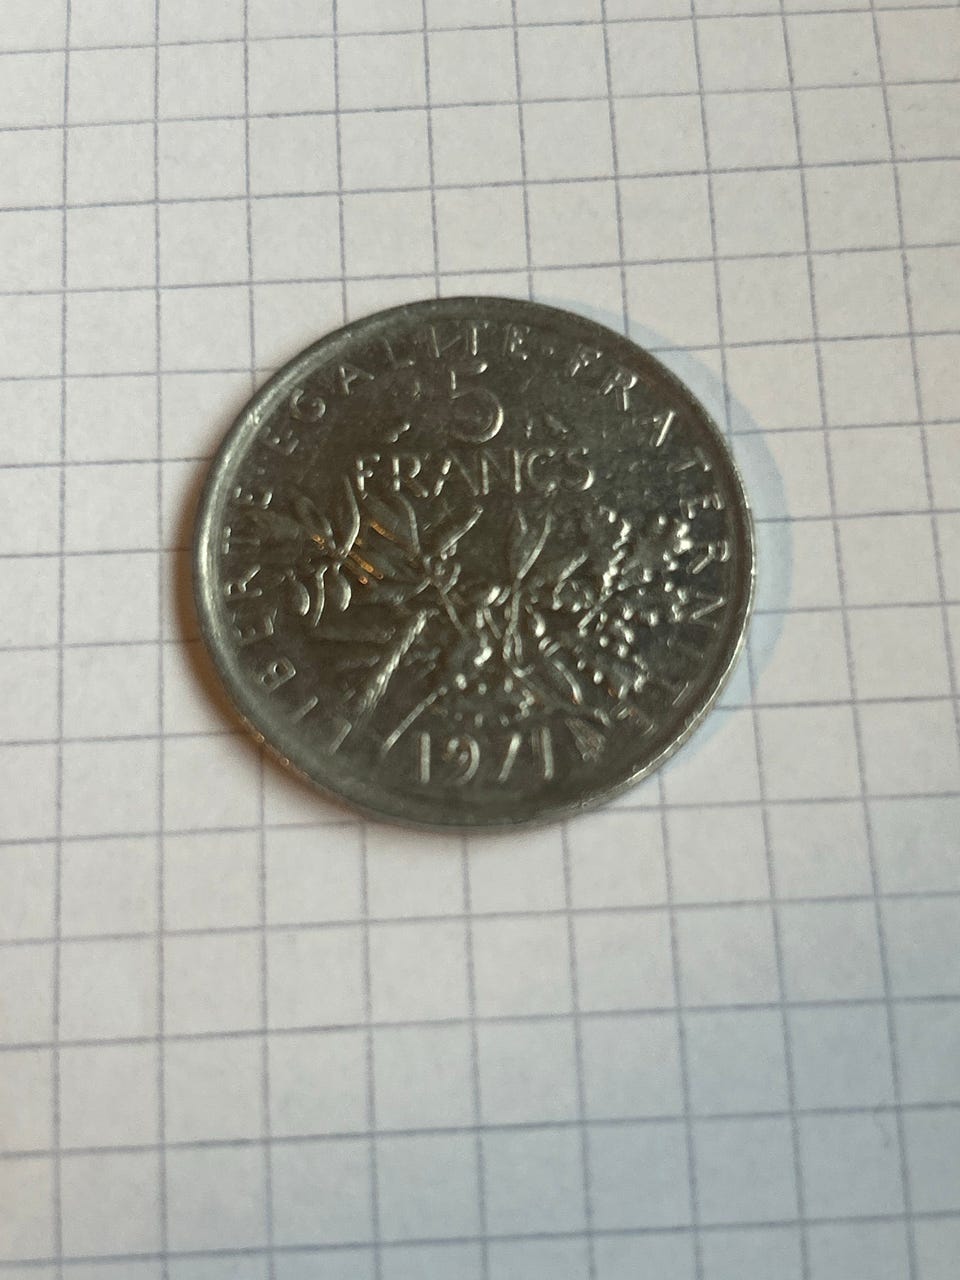 LIBERTE·EGALITE·FRATERNITE
5
FRANCS
1971